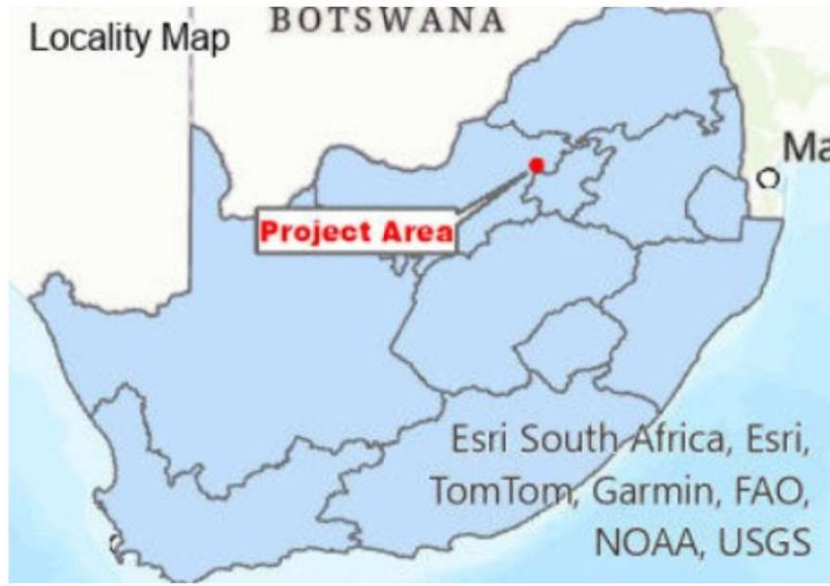 Locality Map
BOTSWANA
Ma
Project Area
Esri South Africa, Esri,
TomTom, Garmin, FAO,
NOAA, USGS